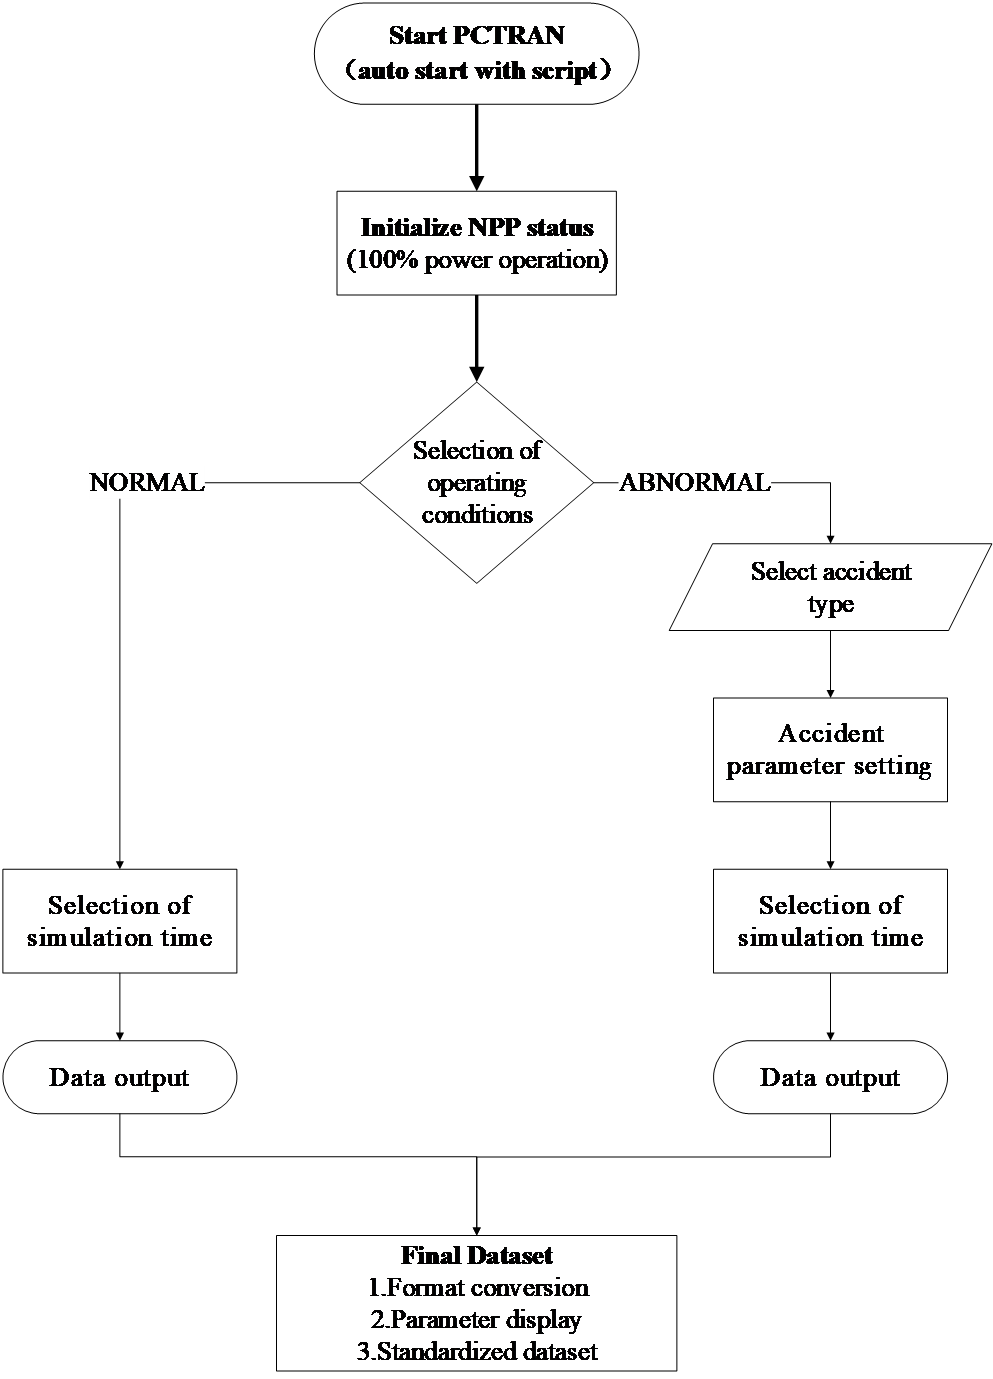 Start PCTRAN
（auto start with script）
Initialize NPP status
(100% power operation)
Selection of
operating
conditions
NORMAL
ABNORMAL
Select accident
type
Accident
parameter setting
Selection of
simulation time
Selection of
simulation time
Data output
Data output
Final Dataset
1.Format conversion
2.Parameter display
3.Standardized dataset